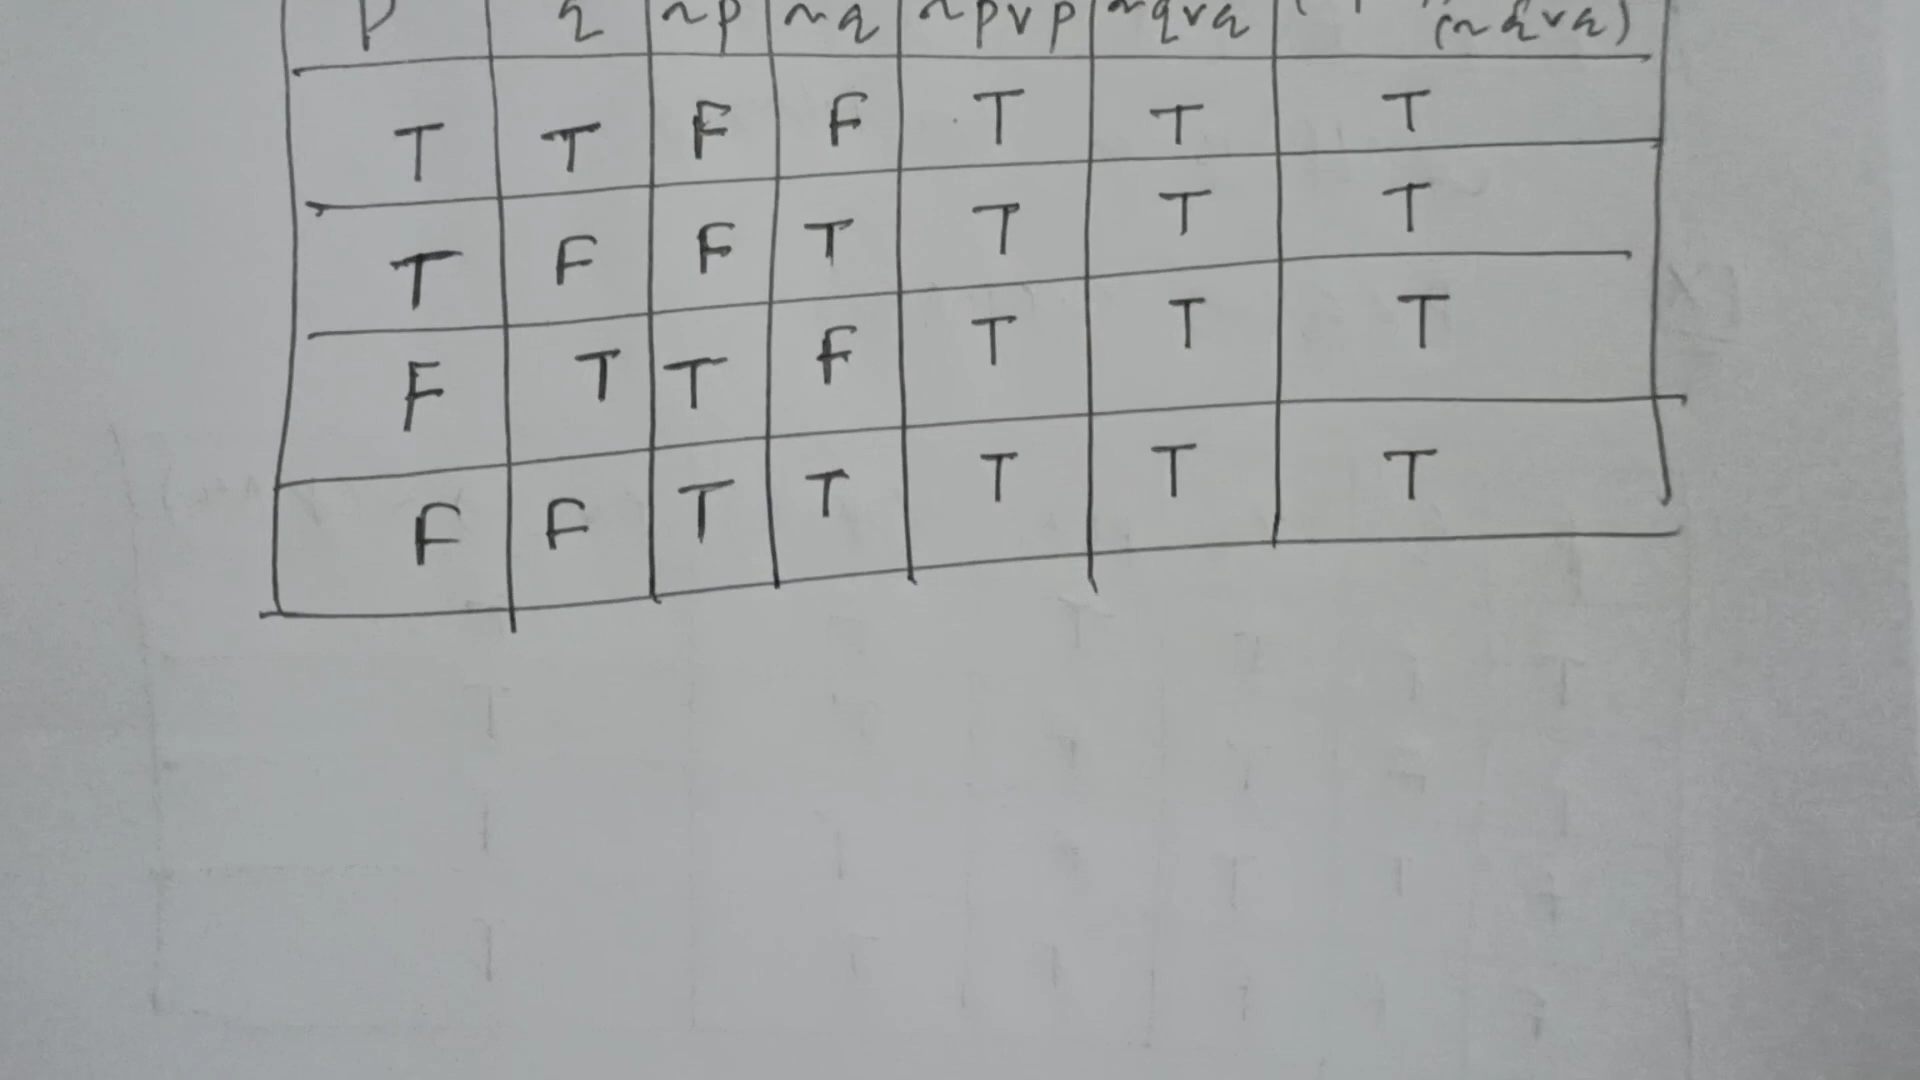 p q ~p ~q ~pvp ~qvq
(~qvq)
T T F F T T T
T F F T T T T
F T T F T T T
F F T T T T T